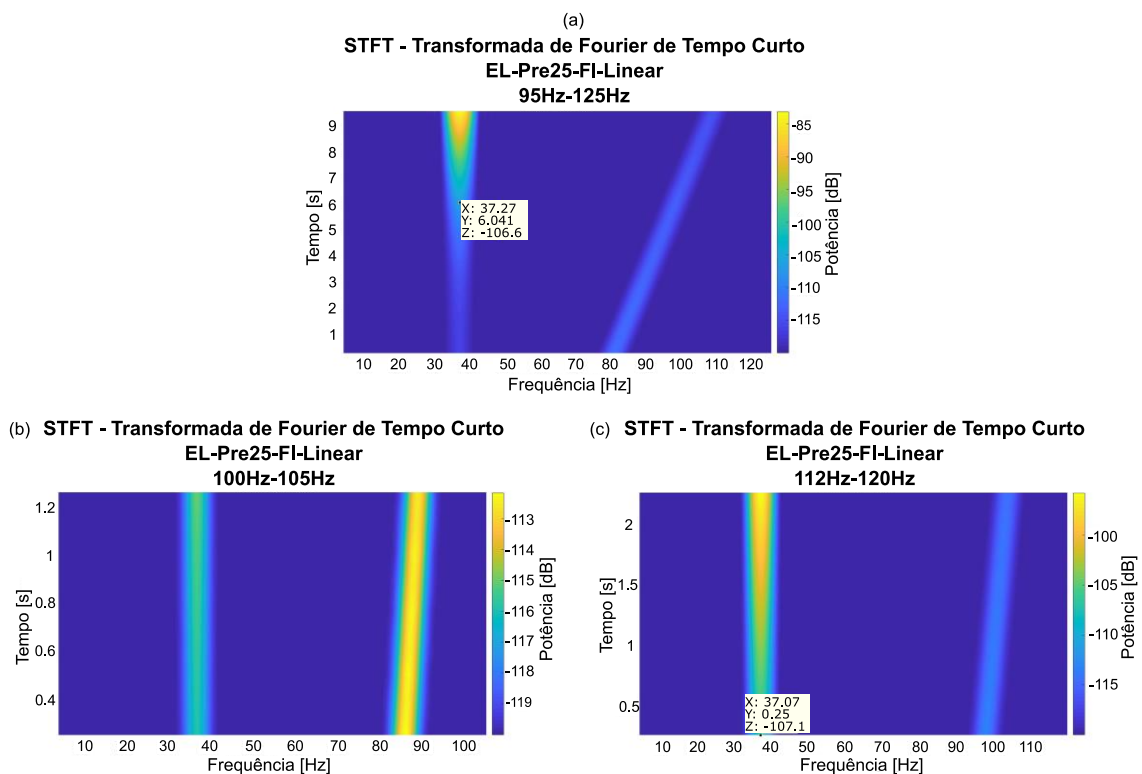 (a)
STFT - Transformada de Fourier de Tempo Curto
EL-Pre25-FI-Linear
95Hz-125Hz
9
8
7
6
5
4
3
2
1
Tempo [s]
X: 37.27
Y: 6.041
Z: -106.6
10 20 30 40 50 60 70 80 90 100 110 120
Frequência [Hz]
-85
-90
-95
-100
-105
-110
-115
Potência [dB]
(b) STFT - Transformada de Fourier de Tempo Curto
EL-Pre25-FI-Linear
100Hz-105Hz
1.2
1
0.8
0.6
0.4
Tempo [s]
10 20 30 40 50 60 70 80 90 100
Frequência [Hz]
-113
-114
-115
-116
-117
-118
-119
Potência [dB]
(c) STFT - Transformada de Fourier de Tempo Curto
EL-Pre25-FI-Linear
112Hz-120Hz
2
1.5
1
0.5
Tempo [s]
X: 37.07
Y: 0.25
Z: -107.1
10 20 30 40 50 60 70 80 90 100 110
Frequência [Hz]
-100
-105
-110
-115
Potência [dB]